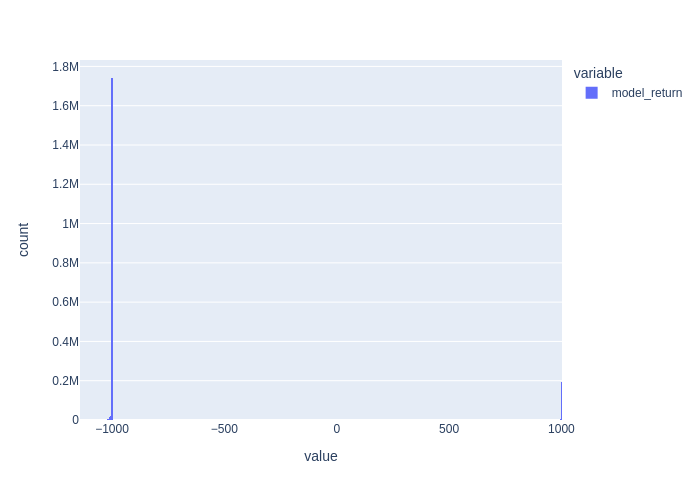 variable
model_return
1.8M
1.6M
1.4M
1.2M
1M
0.8M
0.6M
0.4M
0.2M
0
count
−1000
−500
0
500
1000
value